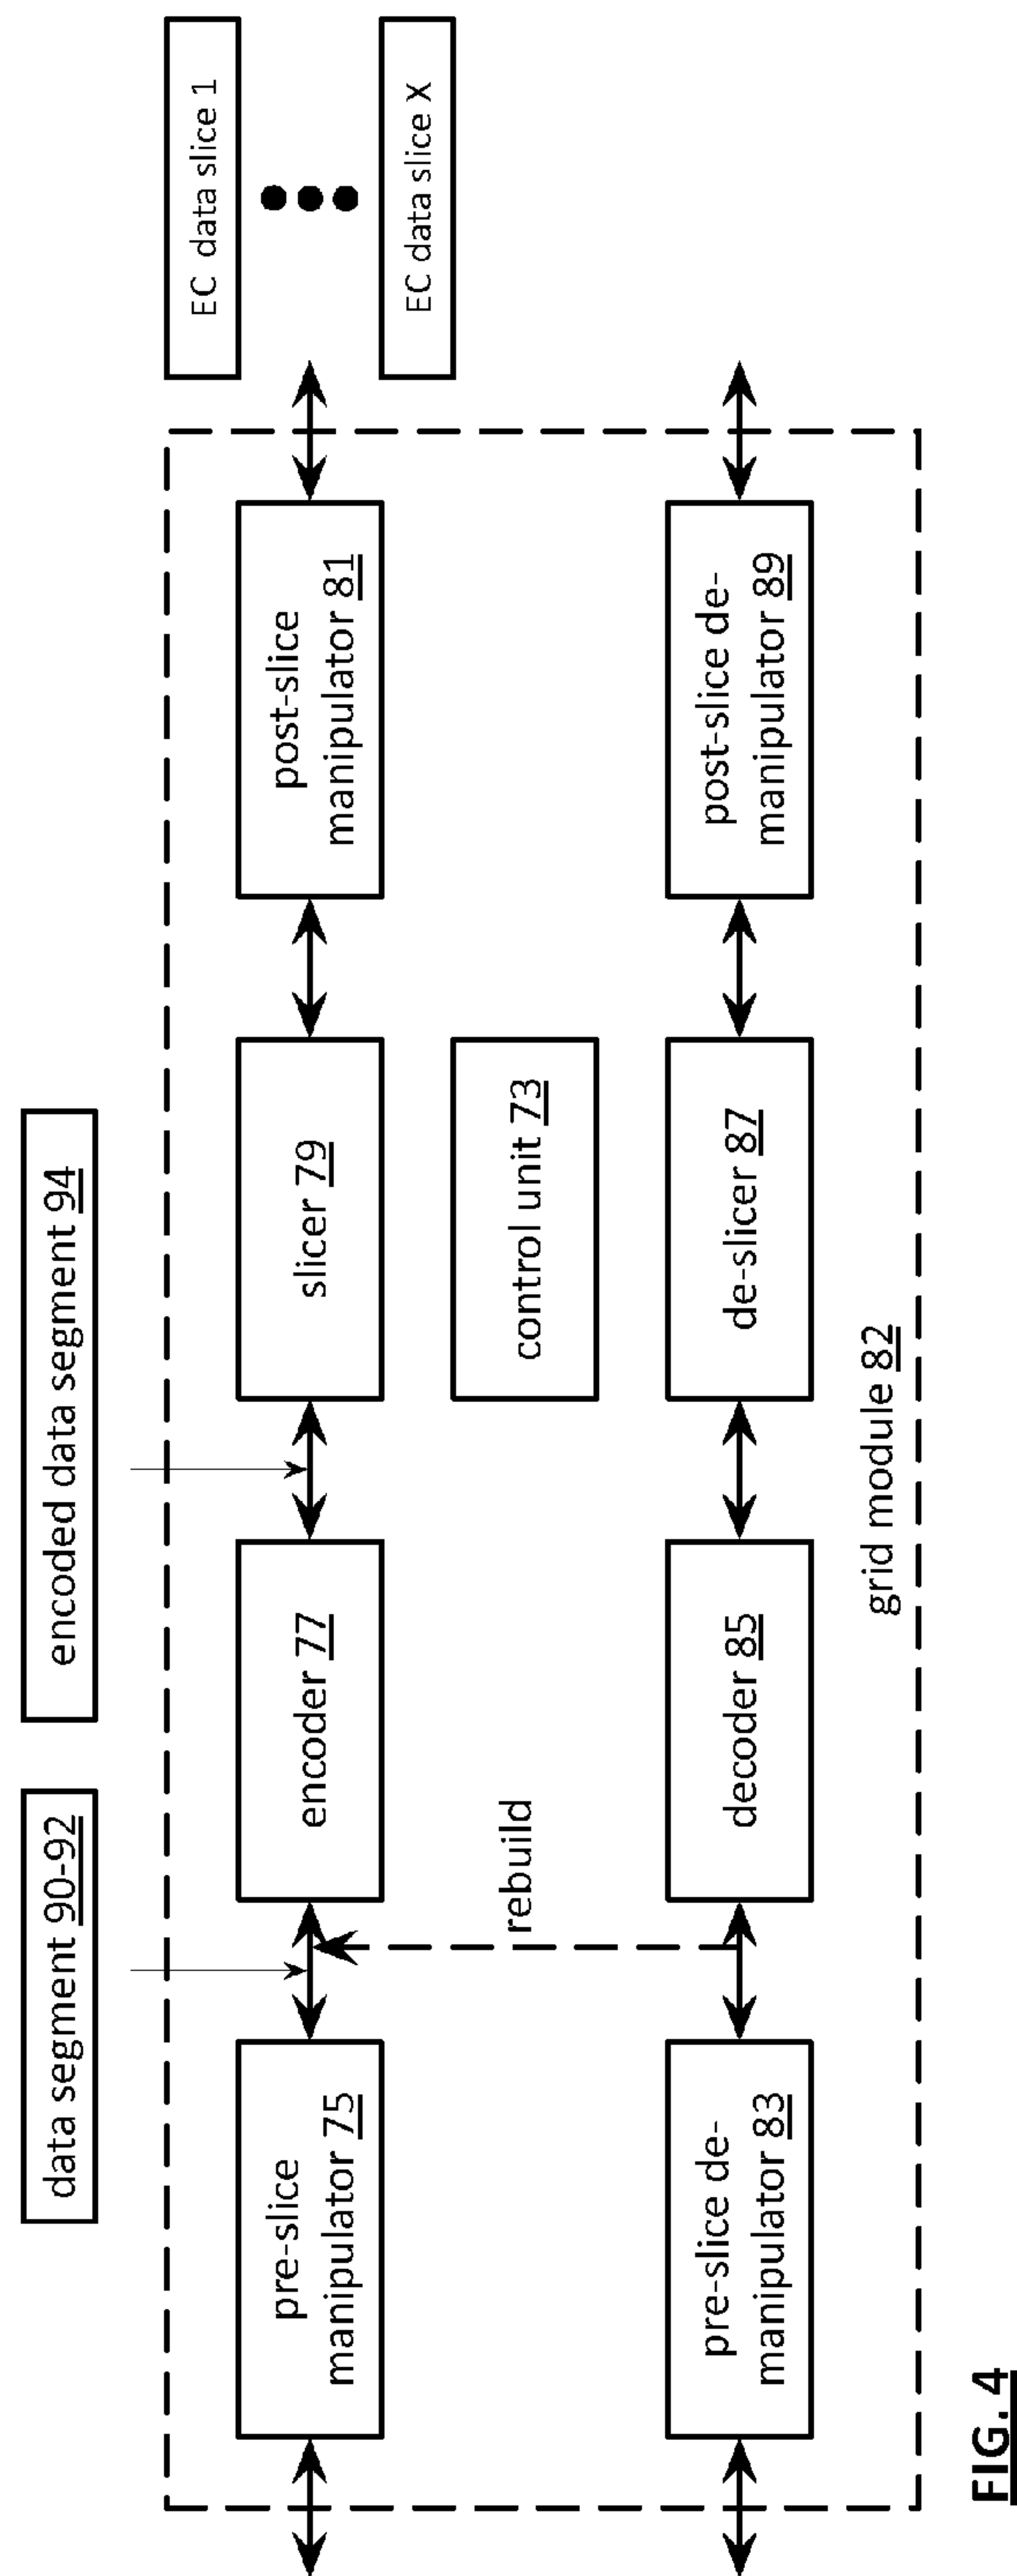 data segment 90-92
encoded data segment 94
EC data slice 1
EC data slice X
pre-slice
manipulator 75
encoder 77
slicer 79
post-slice
manipulator 81
rebuild
control unit 73
pre-slice de-
manipulator 83
decoder 85
de-slicer 87
post-slice de-
manipulator 89
grid module 82
FIG. 4